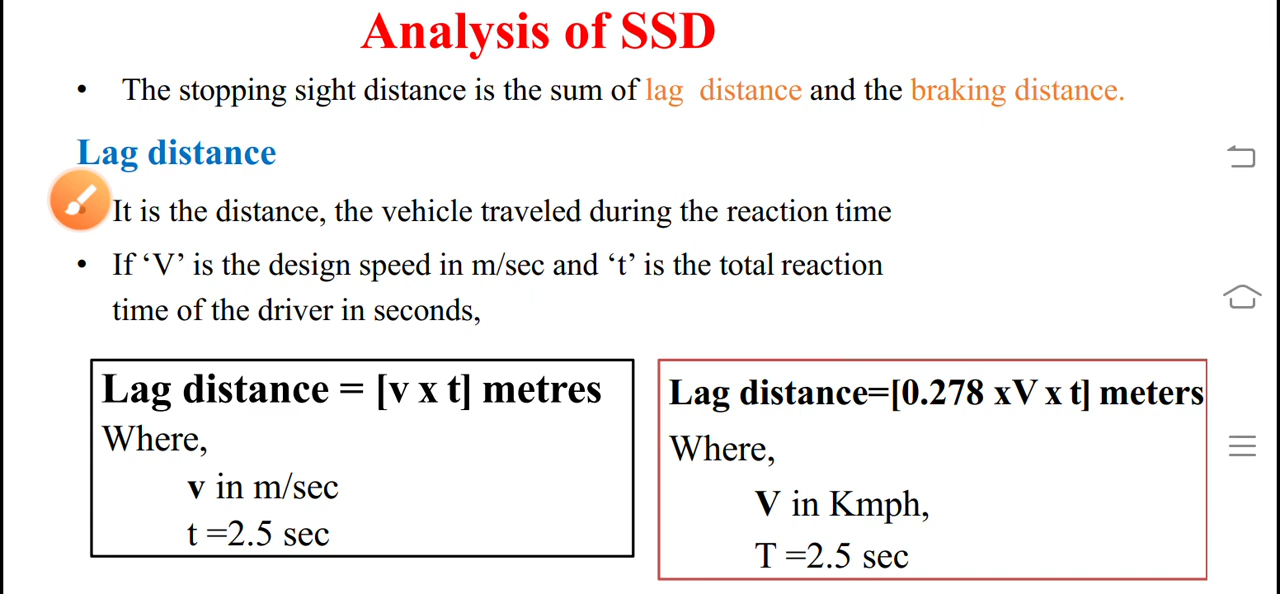 Analysis of SSD
• The stopping sight distance is the sum of lag distance and the braking distance.
Lag distance
It is the distance, the vehicle traveled during the reaction time
• If ‘V’ is the design speed in m/sec and ‘t’ is the total reaction
time of the driver in seconds,
Lag distance = [v x t] metres
Where,
v in m/sec
t =2.5 sec
Lag distance=[0.278 xV x t] meters
Where,
V in Kmph,
T =2.5 sec